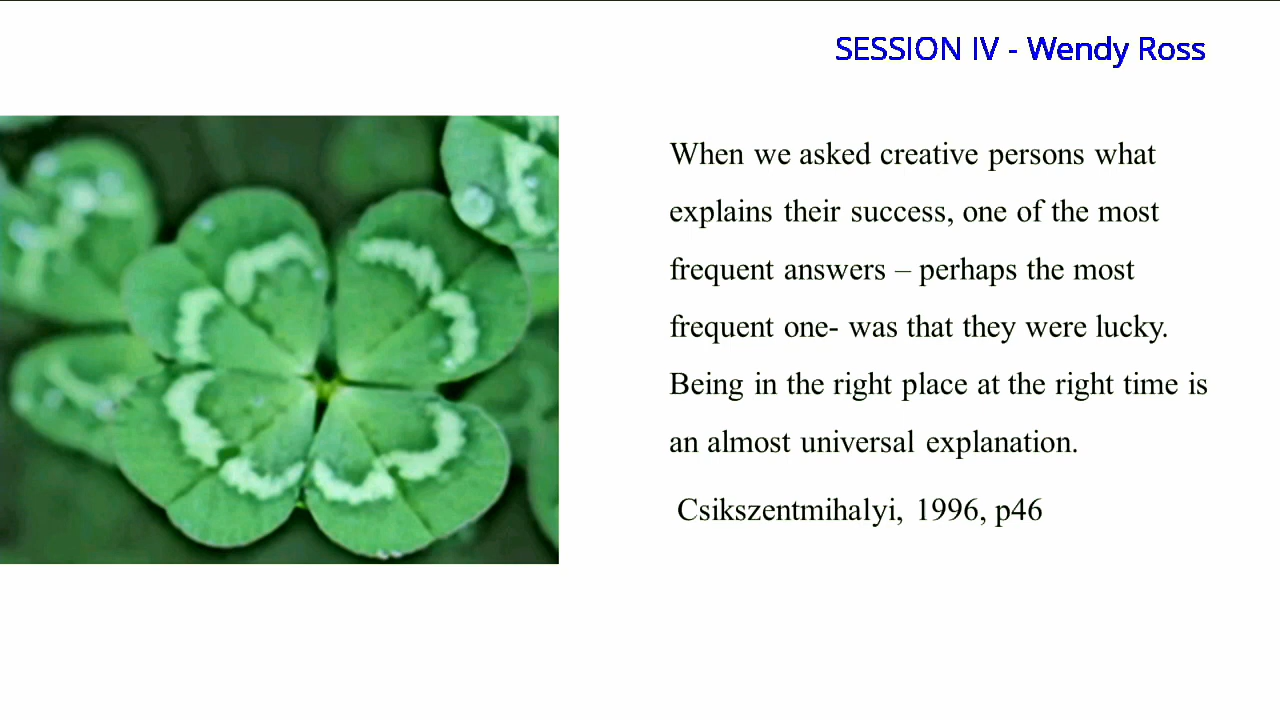 SESSION IV - Wendy Ross
When we asked creative persons what
explains their success, one of the most
frequent answers – perhaps the most
frequent one- was that they were lucky.
Being in the right place at the right time is
an almost universal explanation.
Csikszentmihalyi, 1996, p46